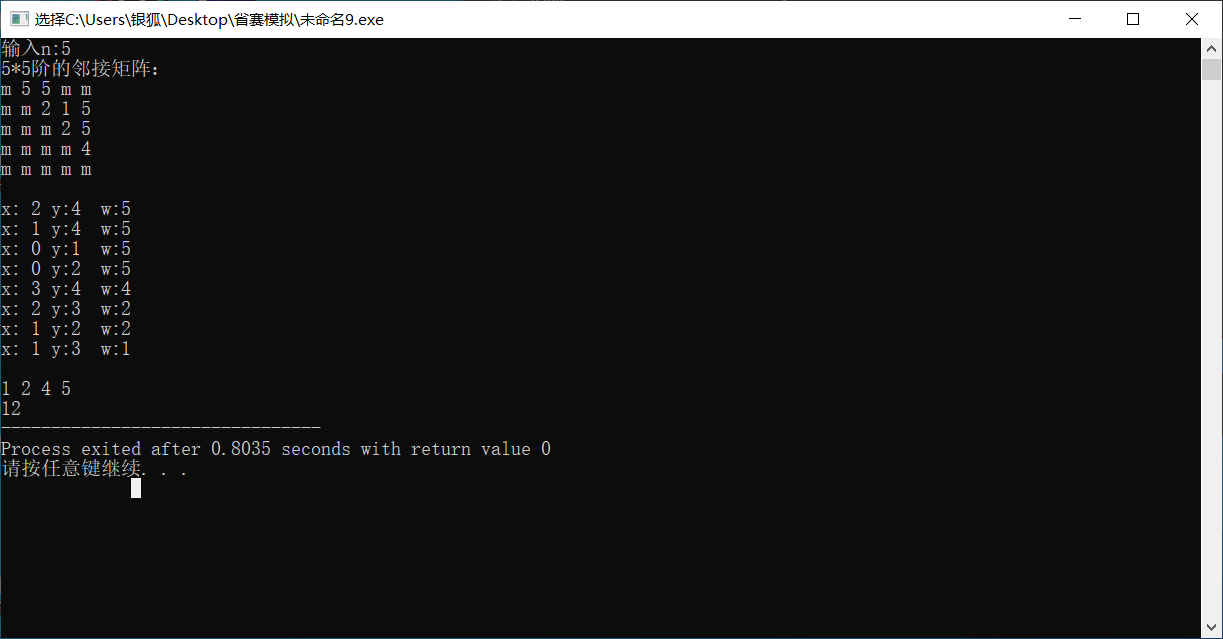 选择C:\Users\银狐\Desktop\省赛模拟\未命名9.exe
输入n:5
5*5阶的邻接矩阵:
m 5 5 m m
m m 2 1 5
m m m 2 5
m m m m 4
m m m m m
x: 2 y:4  w:5
x: 1 y:4  w:5
x: 0 y:1  w:5
x: 0 y:2  w:5
x: 3 y:4  w:4
x: 2 y:3  w:2
x: 1 y:2  w:2
x: 1 y:3  w:1
1 2 4 5
12
--------------------------------
Process exited after 0.8035 seconds with return value 0
请按任意键继续. . .